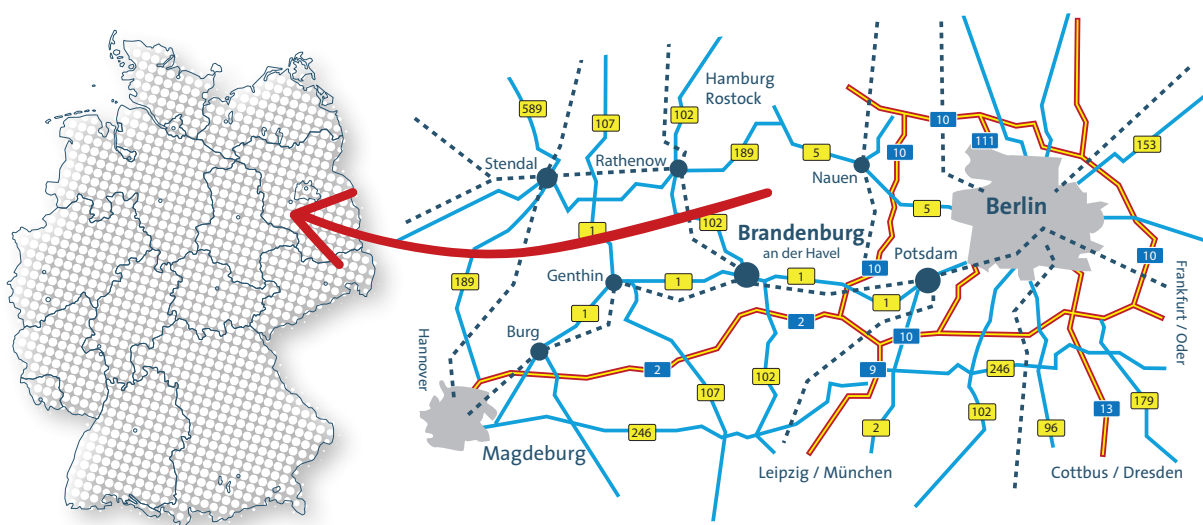 Hamburg
Rostock
589
107
102
10
111
153
Stendal
Rathenow
189
5
10
Nauen
102
5
Berlin
1
Brandenburg
an der Havel
Potsdam
10
10
189
Genthin
1
1
1
Frankfurt / Oder
1
2
Hannover
Burg
10
2
102
9
246
107
179
13
246
2
102
96
Magdeburg
Leipzig / München
Cottbus / Dresden